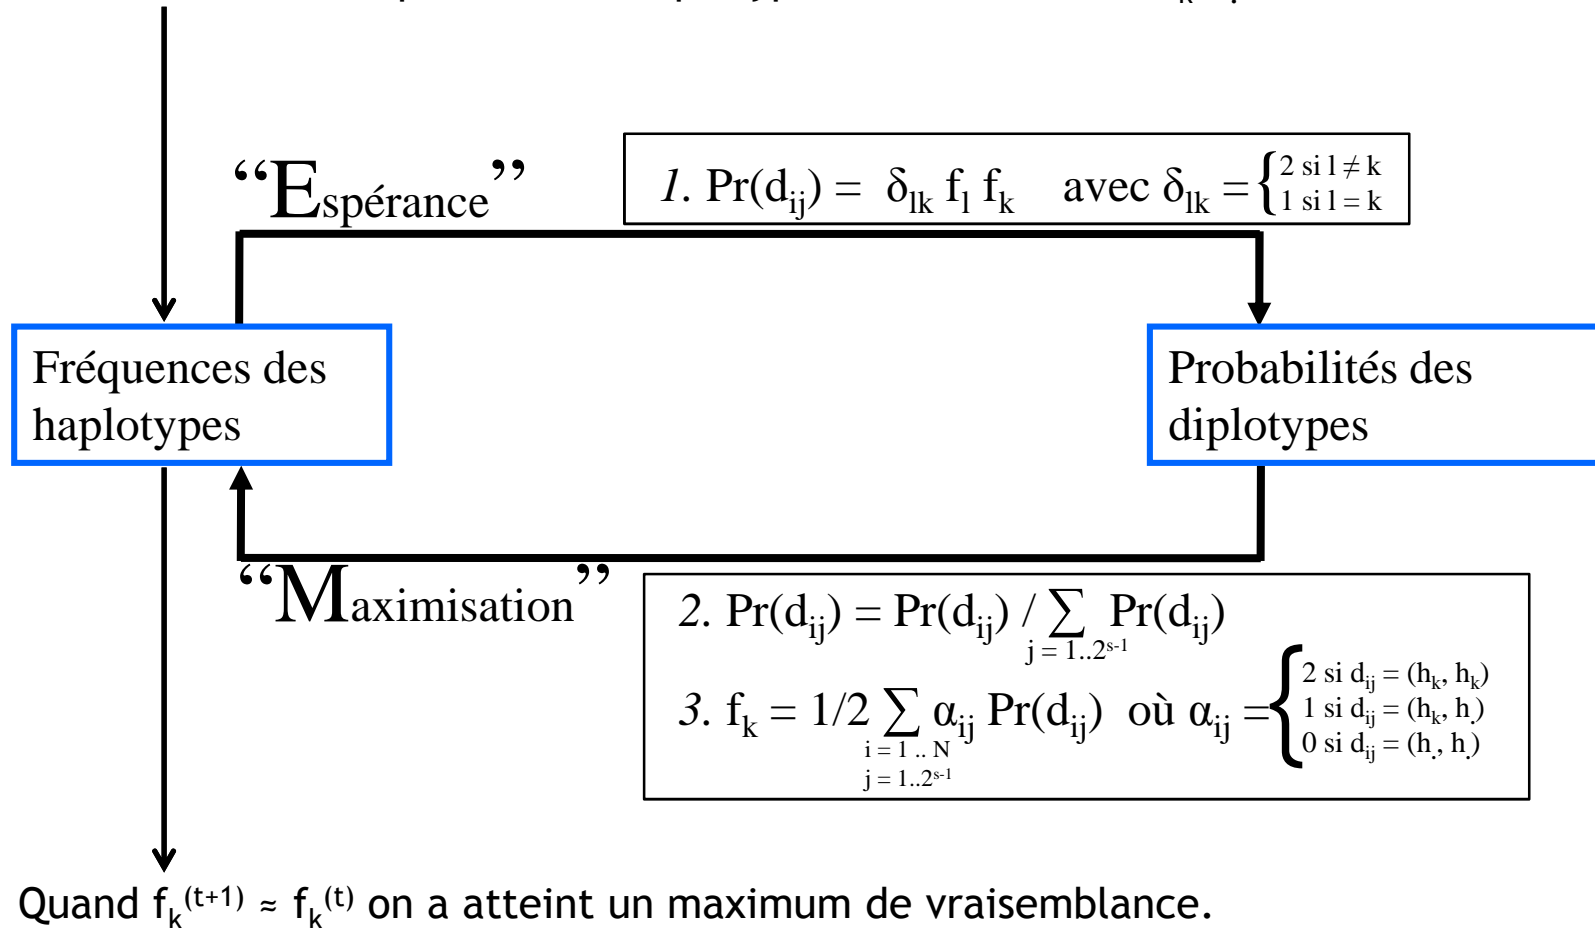 “Espérance”
1. Pr(dij) = δlk fl fk avec δlk = { 2 si l ≠ k
1 si l = k
Fréquences des
haplotypes
Probabilités des
diplotypes
“Maximisation”
2. Pr(dij) = Pr(dij) / ∑ Pr(dij)
j = 1..2^s-1
3. fk = 1/2 ∑ αij Pr(dij) où αij = { 2 si dij = (hk, hk)
1 si dij = (hk, h.)
0 si dij = (h., h.)
i = 1 .. N
j = 1..2^s-1
Quand fk^(t+1) ≈ fk^(t) on a atteint un maximum de vraisemblance.